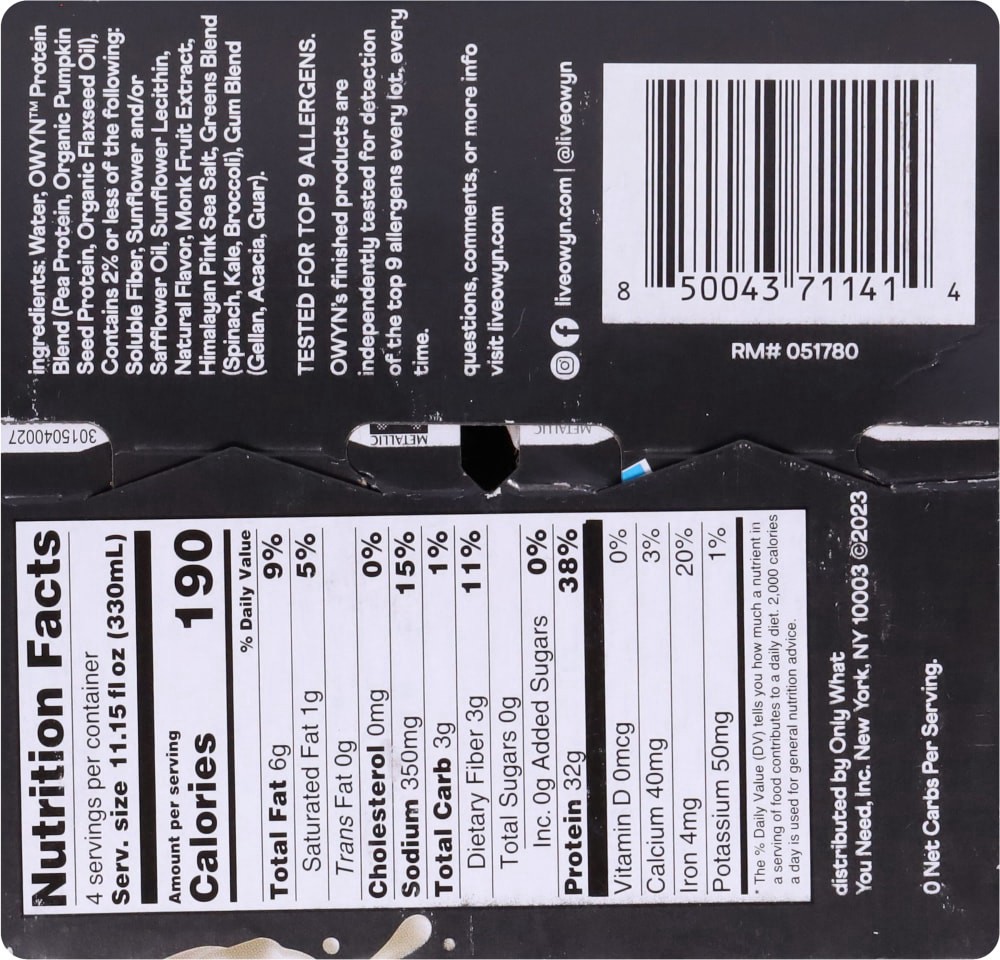 ingredients: Water, OWYN™ Protein
Blend (Pea Protein, Organic Pumpkin
Seed Protein, Organic Flaxseed Oil),
Contains 2% or less of the following:
Soluble Fiber, Sunflower and/or
Safflower Oil, Sunflower Lecithin,
Natural Flavor, Monk Fruit Extract,
Himalayan Pink Sea Salt, Greens Blend
(Spinach, Kale, Broccoli), Gum Blend
(Gellan, Acacia, Guar).
TESTED FOR TOP 9 ALLERGENS.
OWYN's finished products are
independently tested for detection
of the top 9 allergens every lot, every
time.
questions, comments, or more info
visit liveowyn.com
liveowyn.com | @liveowyn
8 50043 71141 4
RM# 051780
3015040027
METALLIC
METALLIC
Nutrition Facts
4 servings per container
Serv. size 11.15 fl oz (330mL)
Amount per serving
Calories 190
% Daily Value
Total Fat 6g 9%
Saturated Fat 1g 5%
Trans Fat 0g
Cholesterol 0mg 0%
Sodium 350mg 15%
Total Carb 3g 1%
Dietary Fiber 3g 11%
Total Sugars 0g
Inc. 0g Added Sugars 0%
Protein 32g 38%
Vitamin D 0mcg 0%
Calcium 40mg 3%
Iron 4mg 20%
Potassium 50mg 1%
* The % Daily Value (DV) tells you how much a nutrient in
a serving of food contributes to a daily diet. 2,000 calories
a day is used for general nutrition advice.
distributed by Only What
You Need, Inc. New York, NY 10003 ©2023
0 Net Carbs Per Serving.